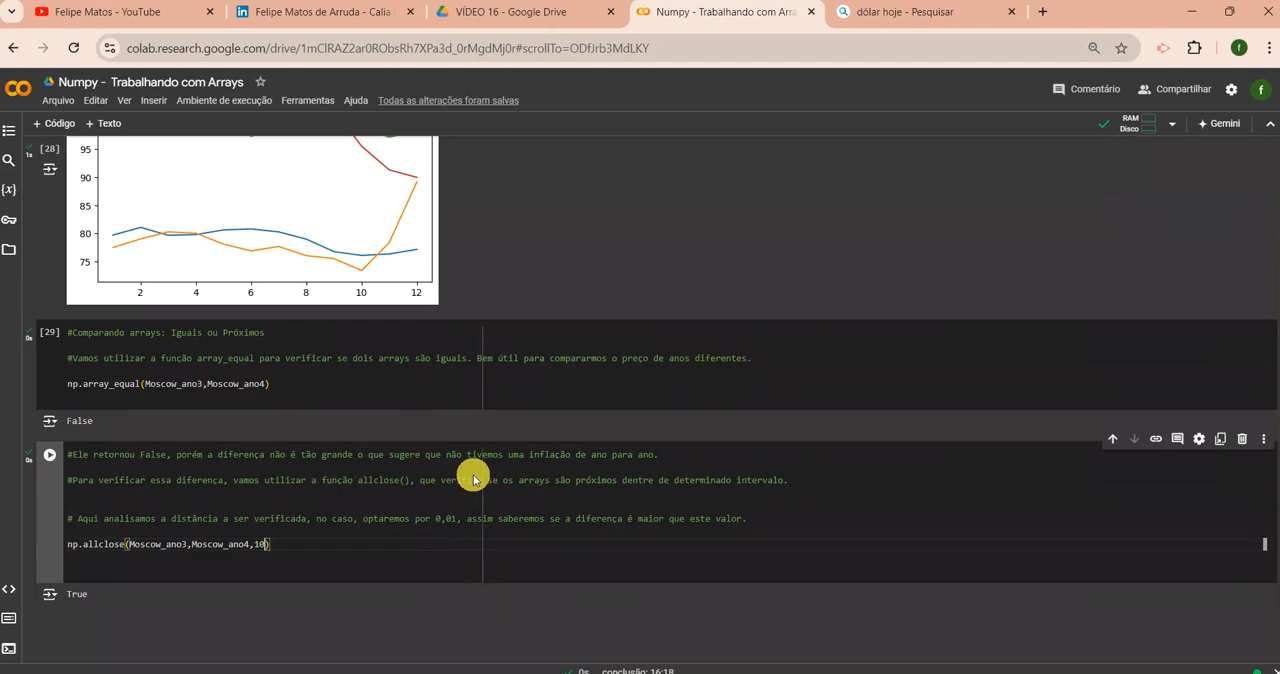 Felipe Matos - YouTube
Felipe Matos de Arruda - Calia
VÍDEO 16 - Google Drive
Numpy - Trabalhando com Arra
dólar hoje - Pesquisar
colab.research.google.com/drive/1mClRAZ2ar0RObsRh7XPa3d_0rMgdMj0r#scrollTo=ODfJrb3MdLKY
f
CO
Numpy - Trabalhando com Arrays
Comentário
Compartilhar
f
Arquivo Editar Ver Inserir Ambiente de execução Ferramentas Ajuda Todas as alterações foram salvas
+ Código + Texto
RAM
Disco
Gemini
[28]
1s
95
90
85
80
75
2 4 6 8 10 12
{x}
[29] #Comparando arrays: Iguais ou Próximos
0s
#Vamos utilizar a função array_equal para verificar se dois arrays são iguais. Bem útil para compararmos o preço de anos diferentes.
np.array_equal(Moscow_ano3,Moscow_ano4)
False
0s
#Ele retornou False, porém a diferença não é tão grande o que sugere que não tivemos uma inflação de ano para ano.
#Para verificar essa diferença, vamos utilizar a função allclose(), que se os arrays são próximos dentre de determinado intervalo.
# Aqui analisamos a distância a ser verificada, no caso, optaremos por 0,01, assim saberemos se a diferença é maior que este valor.
np.allclose(Moscow_ano3,Moscow_ano4,10)
True
0s conclusão: 16:18